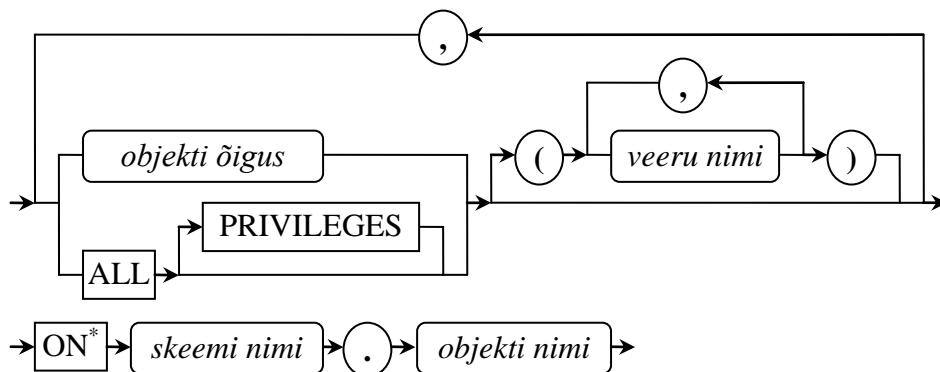 ,
,
objekti õigus
( veeru nimi )
PRIVILEGES
ALL
ON* skeemi nimi . objekti nimi